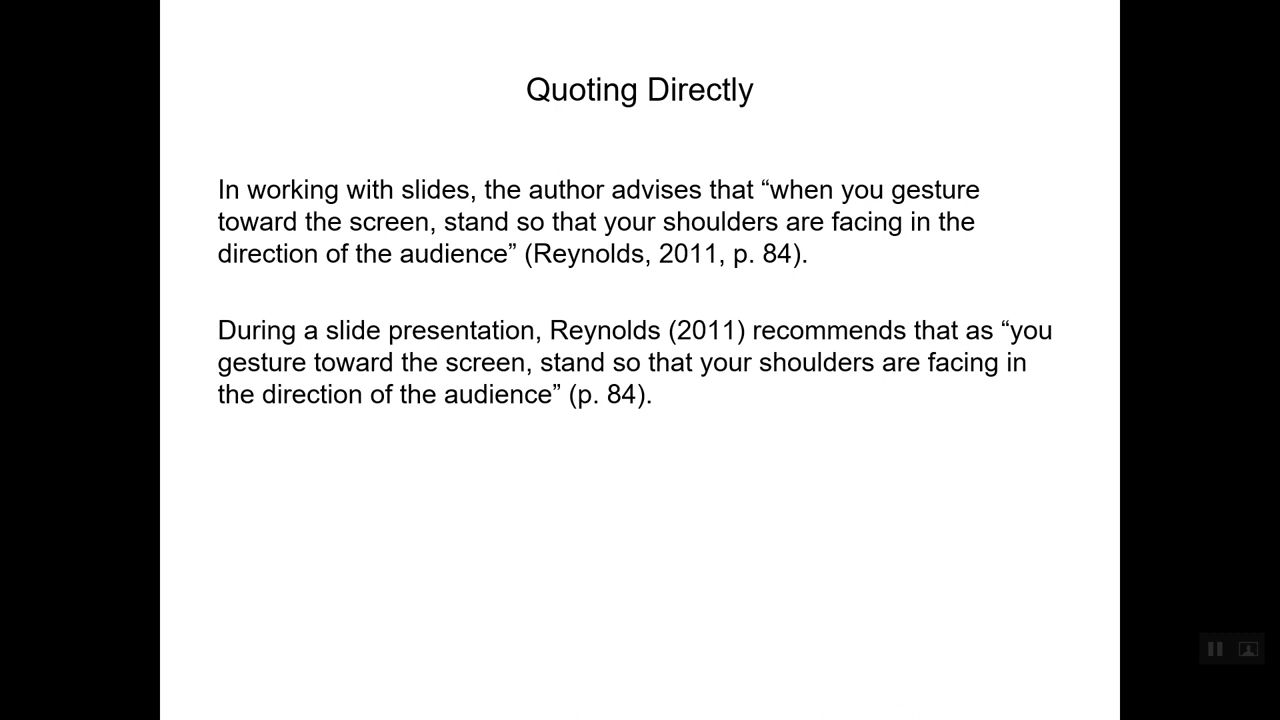 Quoting Directly
In working with slides, the author advises that “when you gesture
toward the screen, stand so that your shoulders are facing in the
direction of the audience” (Reynolds, 2011, p. 84).
During a slide presentation, Reynolds (2011) recommends that as “you
gesture toward the screen, stand so that your shoulders are facing in
the direction of the audience” (p. 84).